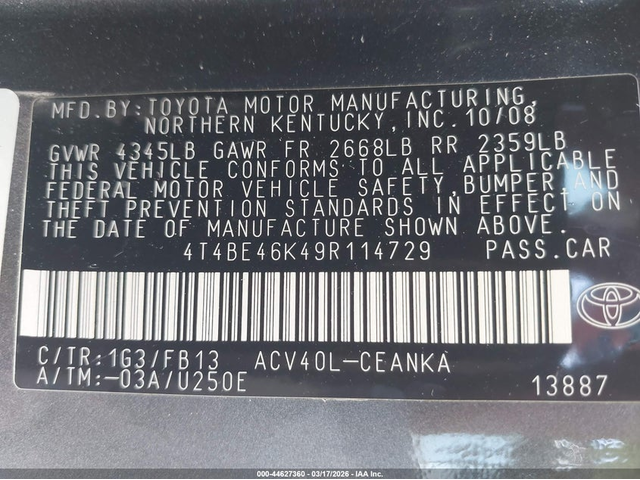 MFD.BY:TOYOTA MOTOR MANUFACTURING,
NORTHERN KENTUCKY,INC.10/08
GVWR 4345LB GAWR FR 2668LB RR 2359LB
THIS VEHICLE CONFORMS TO ALL APPLICABLE
FEDERAL MOTOR VEHICLE SAFETY,BUMPER,AND
THEFT PREVENTION STANDARDS IN EFFECT ON
THE DATE OF MANUFACTURE SHOWN ABOVE.
4T4BE46K49R114729 PASS.CAR
C/TR:1G3/FB13 ACV40L-CEANKA
A/TM:-03A/U250E
13887
000-44627360 - 03/17/2026 - IAA Inc.